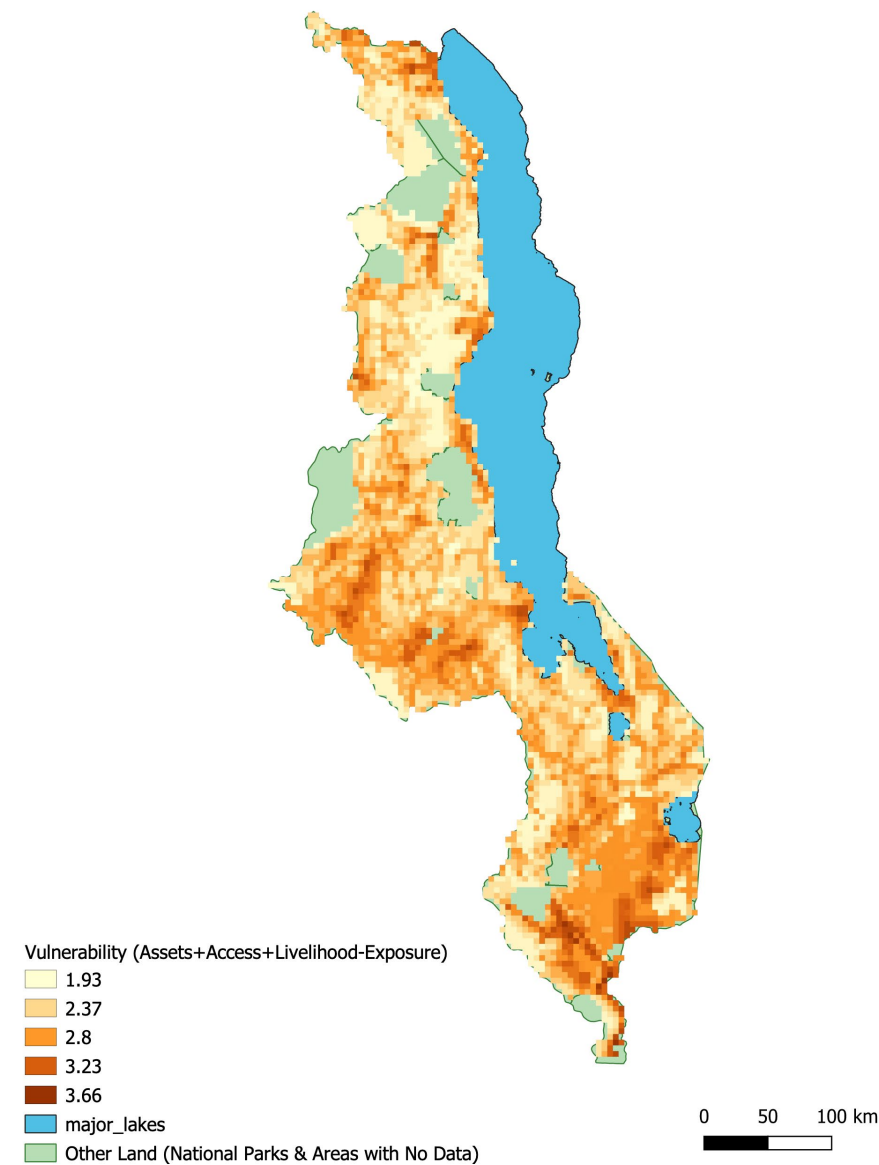 Vulnerability (Assets+Access+Livelihood-Exposure)
1.93
2.37
2.8
3.23
3.66
major_lakes
Other Land (National Parks & Areas with No Data)
0 50 100 km